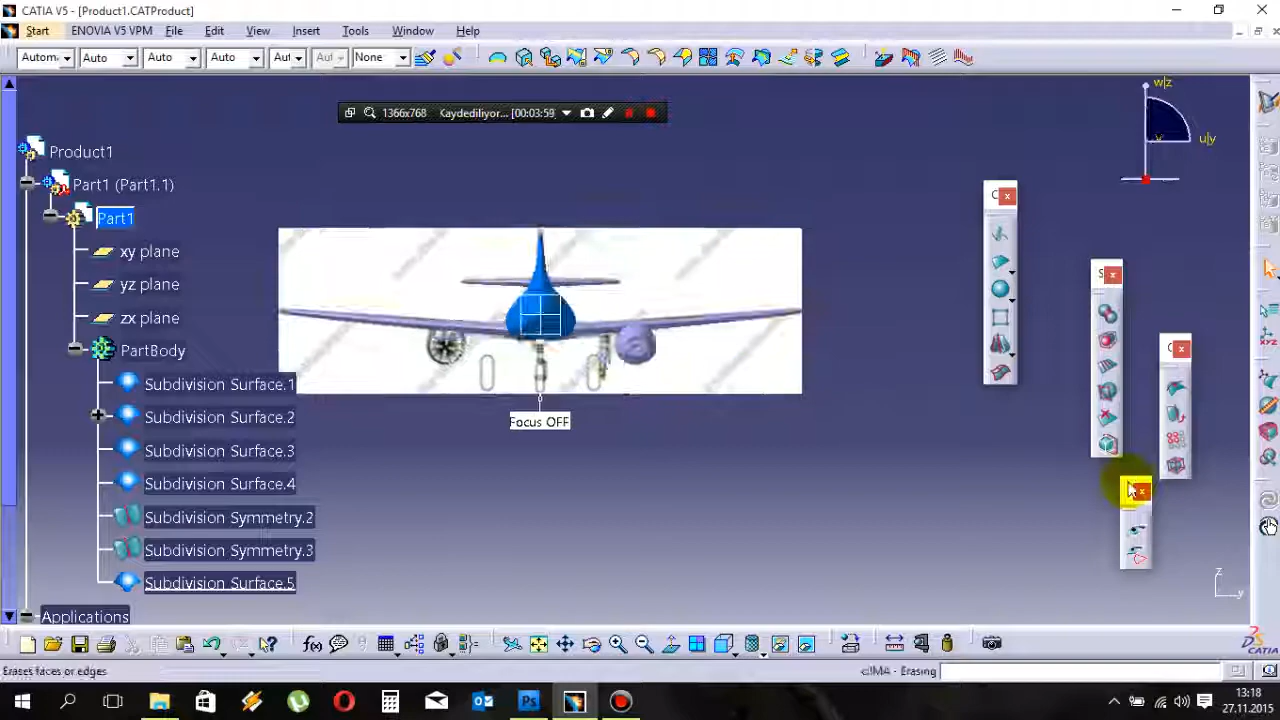 CATIA V5 - [Product1.CATProduct]
Start ENOVIA V5 VPM File Edit View Insert Tools Window Help
Autom Auto Auto Auto Aut Aut None
1366x768 Kaydediliyor... [00:03:59]
w|z
u|y
Product1
Part1 (Part1.1)
Part1
xy plane
yz plane
zx plane
PartBody
Subdivision Surface.1
Subdivision Surface.2
Subdivision Surface.3
Subdivision Surface.4
Subdivision Symmetry.2
Subdivision Symmetry.3
Subdivision Surface.5
Applications
Focus OFF
z
y
Erases faces or edges
CATIA
13:18
27.11.2015